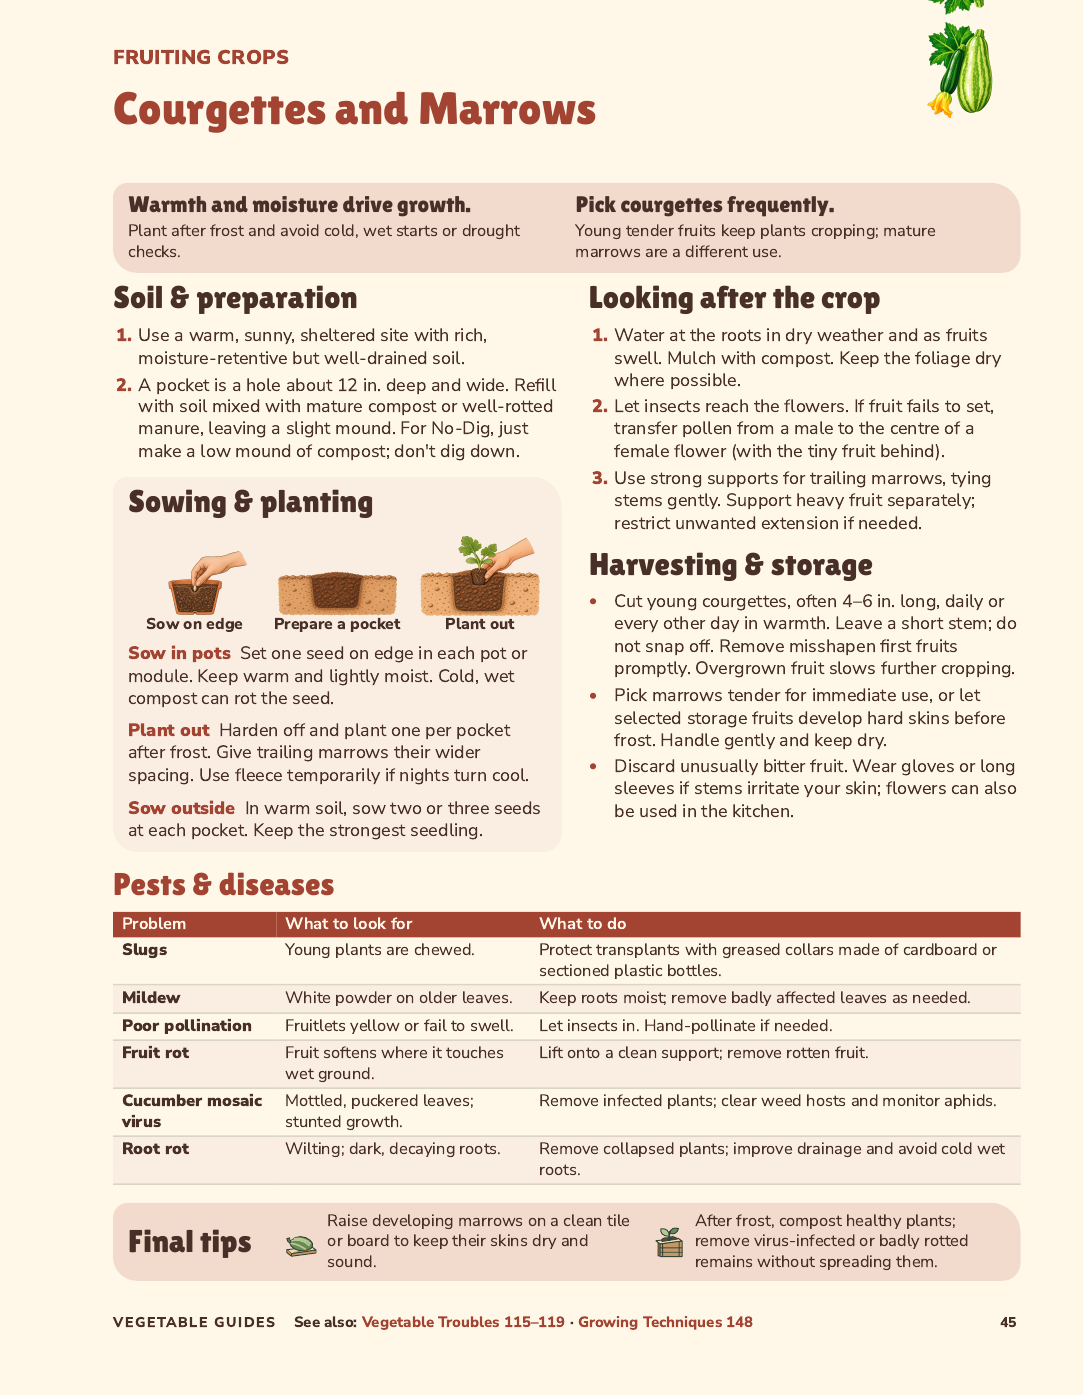 FRUITING CROPS
Courgettes and Marrows
Warmth and moisture drive growth.
Plant after frost and avoid cold, wet starts or drought
checks.
Pick courgettes frequently.
Young tender fruits keep plants cropping; mature
marrows are a different use.
Soil & preparation
1. Use a warm, sunny, sheltered site with rich,
moisture-retentive but well-drained soil.
2. A pocket is a hole about 12 in. deep and wide. Refill
with soil mixed with mature compost or well-rotted
manure, leaving a slight mound. For No-Dig, just
make a low mound of compost; don't dig down.
Sowing & planting
Sow on edge
Prepare a pocket
Plant out
Sow in pots Set one seed on edge in each pot or
module. Keep warm and lightly moist. Cold, wet
compost can rot the seed.
Plant out Harden off and plant one per pocket
after frost. Give trailing marrows their wider
spacing. Use fleece temporarily if nights turn cool.
Sow outside In warm soil, sow two or three seeds
at each pocket. Keep the strongest seedling.
Looking after the crop
1. Water at the roots in dry weather and as fruits
swell. Mulch with compost. Keep the foliage dry
where possible.
2. Let insects reach the flowers. If fruit fails to set,
transfer pollen from a male to the centre of a
female flower (with the tiny fruit behind).
3. Use strong supports for trailing marrows, tying
stems gently. Support heavy fruit separately;
restrict unwanted extension if needed.
Harvesting & storage
• Cut young courgettes, often 4–6 in. long, daily or
every other day in warmth. Leave a short stem; do
not snap off. Remove misshapen first fruits
promptly. Overgrown fruit slows further cropping.
• Pick marrows tender for immediate use, or let
selected storage fruits develop hard skins before
frost. Handle gently and keep dry.
• Discard unusually bitter fruit. Wear gloves or long
sleeves if stems irritate your skin; flowers can also
be used in the kitchen.
Pests & diseases
Problem What to look for What to do
Slugs Young plants are chewed. Protect transplants with greased collars made of cardboard or
sectioned plastic bottles.
Mildew White powder on older leaves. Keep roots moist; remove badly affected leaves as needed.
Poor pollination Fruitlets yellow or fail to swell. Let insects in. Hand-pollinate if needed.
Fruit rot Fruit softens where it touches Lift onto a clean support; remove rotten fruit.
wet ground.
Cucumber mosaic Mottled, puckered leaves; Remove infected plants; clear weed hosts and monitor aphids.
virus stunted growth.
Root rot Wilting; dark, decaying roots. Remove collapsed plants; improve drainage and avoid cold wet
roots.
Final tips
Raise developing marrows on a clean tile
or board to keep their skins dry and
sound.
After frost, compost healthy plants;
remove virus-infected or badly rotted
remains without spreading them.
VEGETABLE GUIDES See also: Vegetable Troubles 115–119 · Growing Techniques 148 45